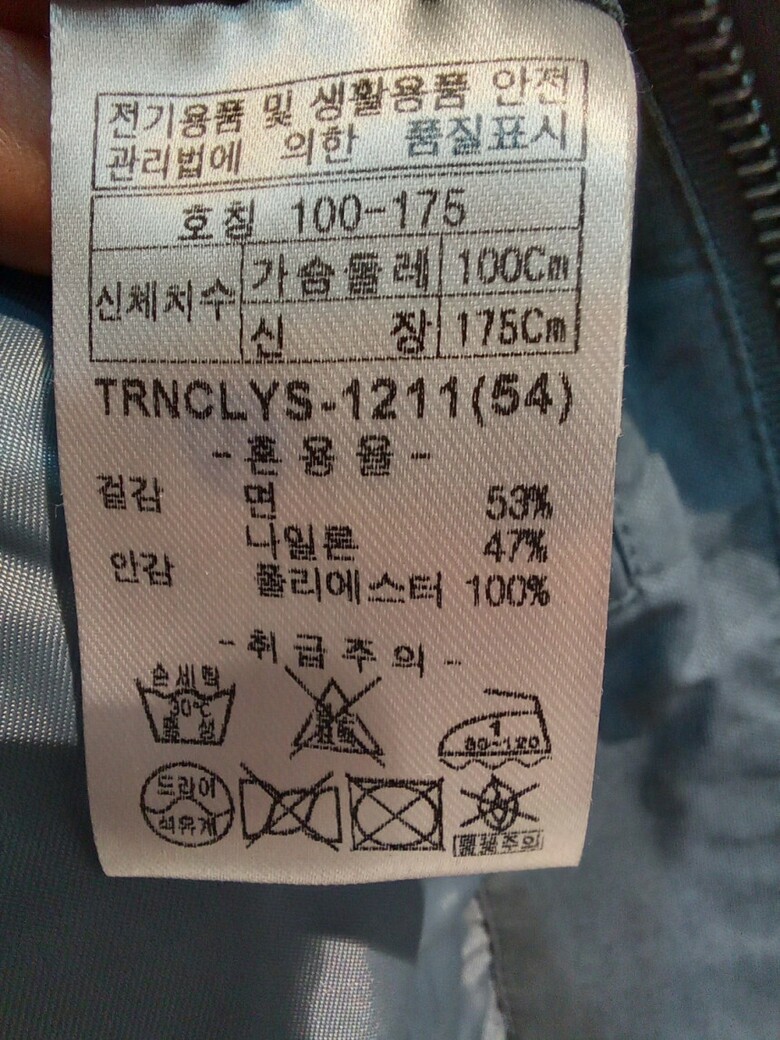 전기용품 및 생활용품 안전
관리법에 의한 품질표시
호칭 100-175
신체치수 가슴둘레 100Cm
신 장 175Cm
TRNCLYS-1211(54)
-혼용율-
겉감 면 53%
나일론 47%
안감 폴리에스터 100%
-취급주의-
손세탁
30℃
중성
1
80~120
드라이
석유계